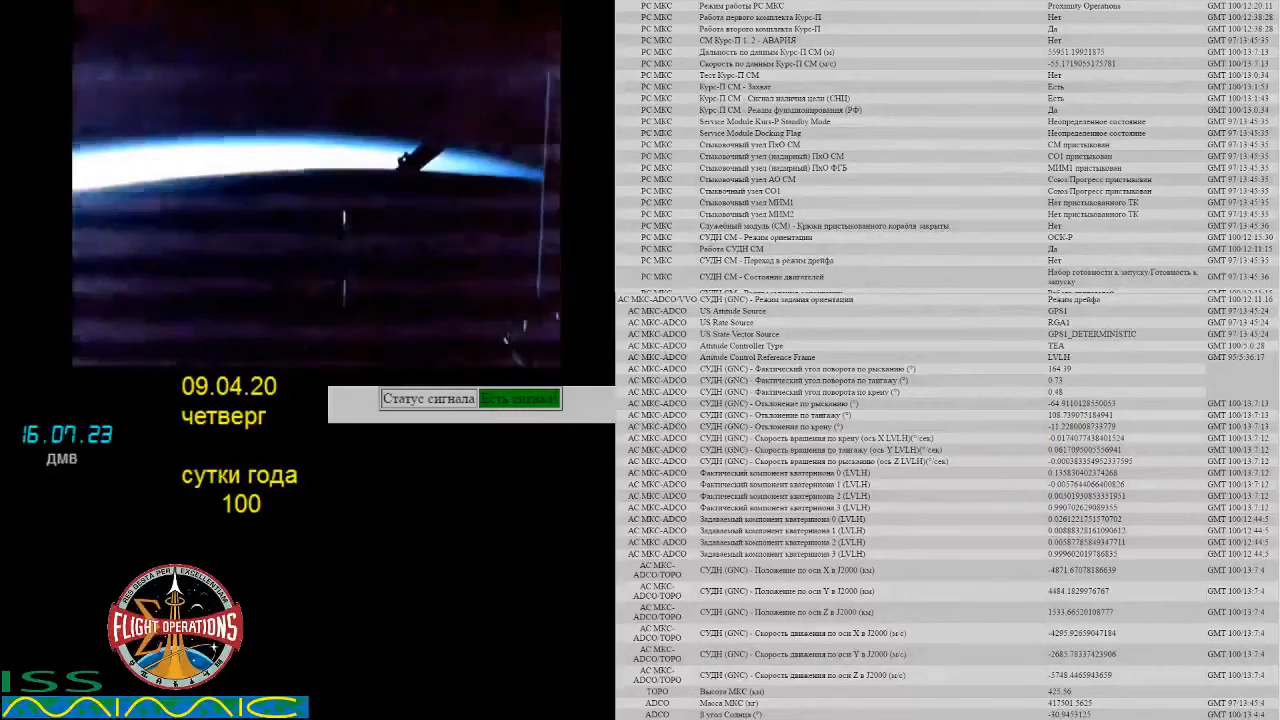 РС МКС Режим работы РС МКС Proximity Operations GMT 100/12:20:11
РС МКС Работа первого комплекта Курс-П Нет GMT 100/12:38:28
РС МКС Работа второго комплекта Курс-П Да GMT 100/12:38:28
РС МКС СМ Курс-П 1, 2 - АВАРИЯ Нет GMT 97/13:45:35
РС МКС Дальность по данным Курс-П СМ (м) 55951.19921875 GMT 100/13:7:13
РС МКС Скорость по данным Курс-П СМ (м/с) -55.1719055175781 GMT 100/13:7:13
РС МКС Тест Курс-П СМ Нет GMT 100/13:0:34
РС МКС Курс-П СМ - Захват Есть GMT 100/13:1:53
РС МКС Курс-П СМ - Сигнал наличия цели (СНЦ) Есть GMT 100/13:1:43
РС МКС Курс-П СМ - Режим функционирования (РФ) Да GMT 100/13:0:34
РС МКС Service Module Kurs-P Standby Mode Неопределенное состояние GMT 97/13:45:35
РС МКС Service Module Docking Flag Неопределенное состояние GMT 97/13:45:35
РС МКС Стыковочный узел ПхО СМ СМ пристыкован GMT 97/13:45:35
РС МКС Стыковочный узел (надирный) ПхО СМ СО1 пристыкован GMT 97/13:45:35
РС МКС Стыковочный узел (надирный) ПхО ФГБ МИМ1 пристыкован GMT 97/13:45:35
РС МКС Стыковочный узел АО СМ Союз/Прогресс пристыкован GMT 97/13:45:35
РС МКС Стыковочный узел СО1 Союз/Прогресс пристыкован GMT 97/13:45:35
РС МКС Стыковочный узел МИМ1 Нет пристыкованного ТК GMT 97/13:45:35
РС МКС Стыковочный узел МИМ2 Нет пристыкованного ТК GMT 97/13:45:35
РС МКС Служебный модуль (СМ) - Крюки пристыкованного корабля закрыты Нет GMT 97/13:45:36
РС МКС СУДН СМ - Режим ориентации ОСК-Р GMT 100/12:15:30
РС МКС Работа СУДН СМ Да GMT 100/12:11:15
РС МКС СУДН СМ - Переход в режим дрейфа Нет GMT 97/13:45:35
РС МКС СУДН СМ - Состояние двигателей Набор готовности к запуску/Готовность к запуску GMT 97/13:45:36
АС МКС-ADCO/VVO СУДН (GNC) - Режим задания ориентации Режим дрейфа GMT 100/12:11:16
АС МКС-ADCO US Attitude Source GPS1 GMT 97/13:45:24
АС МКС-ADCO US Rate Source RGA1 GMT 97/13:45:24
АС МКС-ADCO US State Vector Source GPS1_DETERMINISTIC GMT 97/13:45:24
АС МКС-ADCO Attitude Controller Type TEA GMT 100/5:0:28
АС МКС-ADCO Attitude Control Reference Frame LVLH GMT 95/5:36:17
АС МКС-ADCO СУДН (GNC) - Фактический угол поворота по рысканию (°) 164.39
АС МКС-ADCO СУДН (GNC) - Фактический угол поворота по тангажу (°) 0.73
АС МКС-ADCO СУДН (GNC) - Фактический угол поворота по крену (°) 0.48
АС МКС-ADCO СУДН (GNC) - Отклонение по рысканию (°) -64.9110128550053 GMT 100/13:7:13
АС МКС-ADCO СУДН (GNC) - Отклонение по тангажу (°) 108.739075184941 GMT 100/13:7:13
АС МКС-ADCO СУДН (GNC) - Отклонение по крену (°) -11.2280008733779 GMT 100/13:7:13
АС МКС-ADCO СУДН (GNC) - Скорость вращения по крену (ось X LVLH)(°/сек) -0.0174077438401524 GMT 100/13:7:12
АС МКС-ADCO СУДН (GNC) - Скорость вращения по тангажу (ось Y LVLH)(°/сек) 0.0617095005556941 GMT 100/13:7:12
АС МКС-ADCO СУДН (GNC) - Скорость вращения по рысканию (ось Z LVLH)(°/сек) -0.000383354952337595 GMT 100/13:7:12
АС МКС-ADCO Фактический компонент кватерниона 0 (LVLH) 0.135830402374268 GMT 100/13:7:12
АС МКС-ADCO Фактический компонент кватерниона 1 (LVLH) -0.0057644066400826 GMT 100/13:7:12
АС МКС-ADCO Фактический компонент кватерниона 2 (LVLH) 0.00301930853331951 GMT 100/13:7:12
АС МКС-ADCO Фактический компонент кватерниона 3 (LVLH) 0.990702629089355 GMT 100/13:7:12
АС МКС-ADCO Задаваемый компонент кватерниона 0 (LVLH) 0.0261221751570702 GMT 100/12:44:5
АС МКС-ADCO Задаваемый компонент кватерниона 1 (LVLH) 0.00888328161090612 GMT 100/12:44:5
АС МКС-ADCO Задаваемый компонент кватерниона 2 (LVLH) 0.00587785849347711 GMT 100/12:44:5
АС МКС-ADCO Задаваемый компонент кватерниона 3 (LVLH) 0.999602019786835 GMT 100/12:44:5
АС МКС-ADCO/TOPO СУДН (GNC) - Положение по оси X в J2000 (км) -4871.67078186639 GMT 100/13:7:4
АС МКС-ADCO/TOPO СУДН (GNC) - Положение по оси Y в J2000 (км) 4484.1829976767 GMT 100/13:7:4
АС МКС-ADCO/TOPO СУДН (GNC) - Положение по оси Z в J2000 (км) 1533.66520108777 GMT 100/13:7:4
АС МКС-ADCO/TOPO СУДН (GNC) - Скорость движения по оси X в J2000 (м/с) -4295.92659047184 GMT 100/13:7:4
АС МКС-ADCO/TOPO СУДН (GNC) - Скорость движения по оси Y в J2000 (м/с) -2685.78337423906 GMT 100/13:7:4
АС МКС-ADCO/TOPO СУДН (GNC) - Скорость движения по оси Z в J2000 (м/с) -5748.4465943659 GMT 100/13:7:4
TOPO Высота МКС (км) 425.56
ADCO Масса МКС (кг) 417501.5625 GMT 97/13:45:4
ADCO β угол Солнца (°) -30.9453125 GMT 100/13:7:4
09.04.20
четверг
16.07.23
ДМВ
сутки года
100
Статус сигнала Есть сигнал!
FLIGHT OPERATIONS
ISS
MIMIC